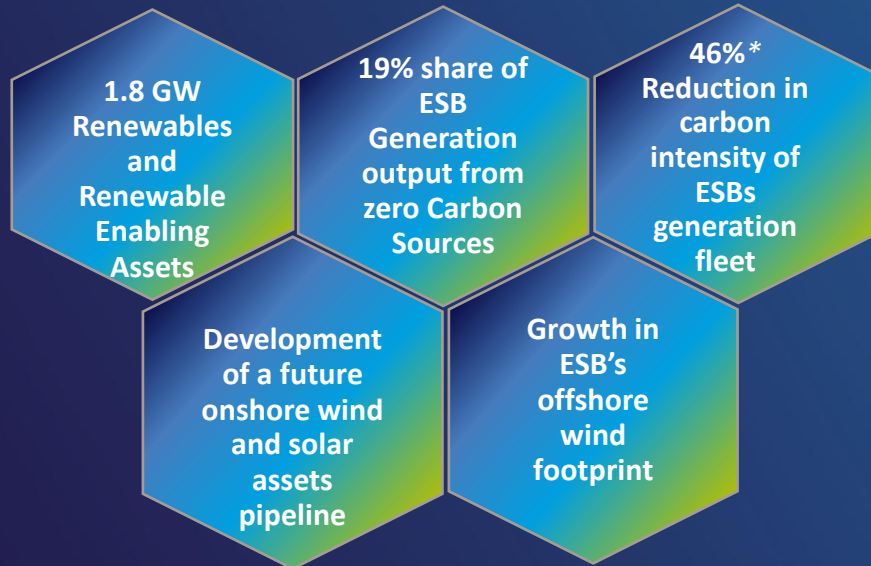 1.8 GW
Renewables
and
Renewable
Enabling
Assets
19% share of
ESB
Generation
output from
zero Carbon
Sources
46%*
Reduction in
carbon
intensity of
ESBs
generation
fleet
Development
of a future
onshore wind
and solar
assets
pipeline
Growth in
ESB’s
offshore
wind
footprint